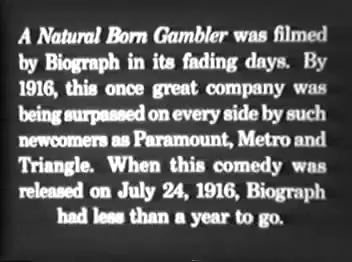 A Natural Born Gambler was filmed
by Biograph in its fading days. By
1916, this once great company was
being surpassed on every side by such
newcomers as Paramount, Metro and
Triangle. When this comedy was
released on July 24, 1916, Biograph
had less than a year to go.